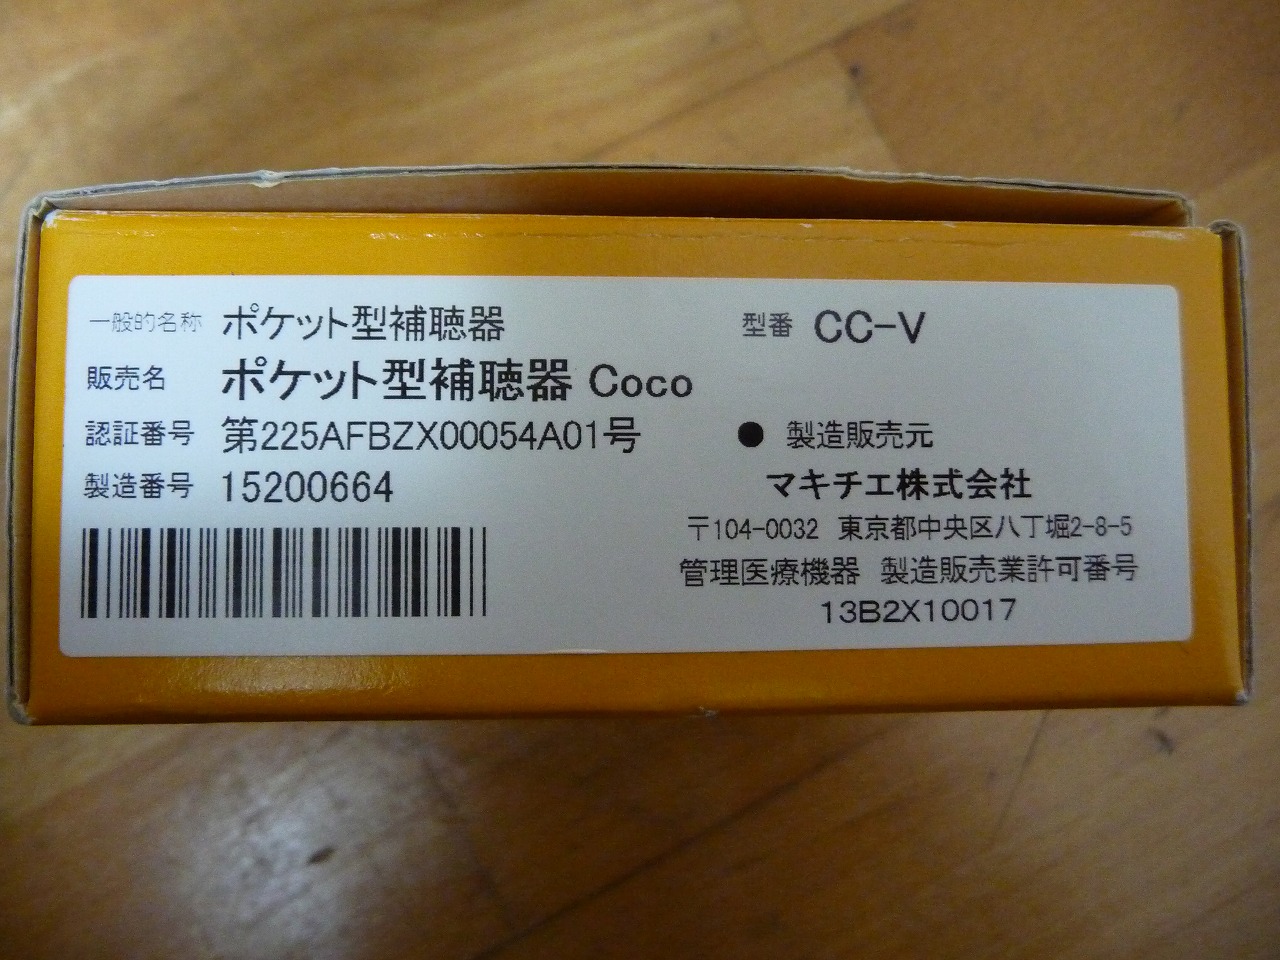 一般的名称 ポケット型補聴器 型番 CC-V
販売名 ポケット型補聴器 Coco
認証番号 第225AFBZX00054A01号
製造番号 15200664
● 製造販売元
マキチエ株式会社
〒104-0032 東京都中央区八丁堀2-8-5
管理医療機器 製造販売業許可番号
13B2X10017